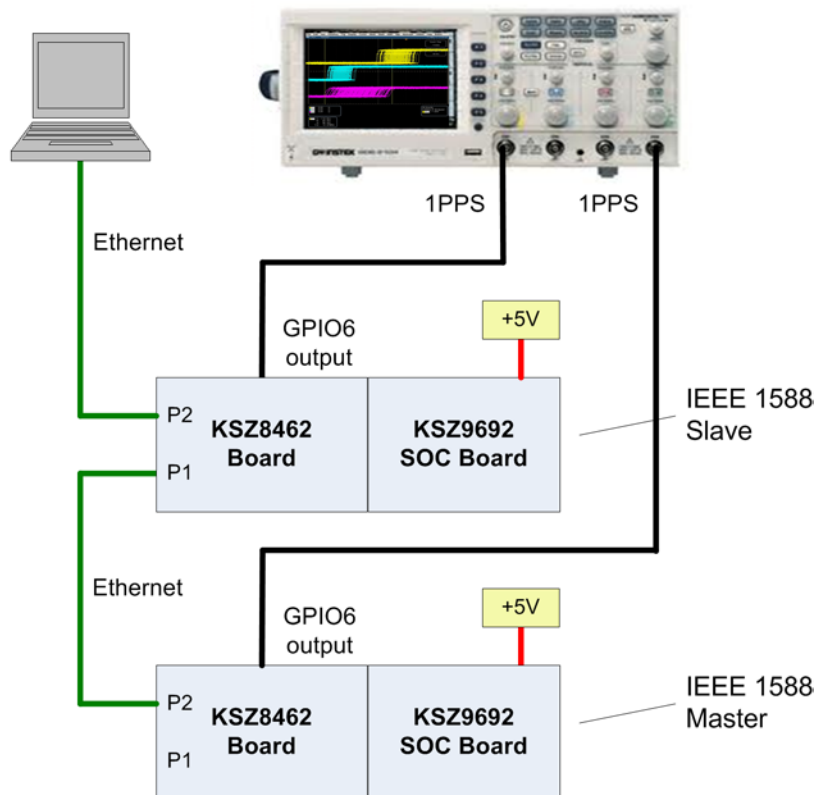 GW INSTEK
1PPS
1PPS
Ethernet
GPIO6
output
+5V
P2
P1
KSZ8462
Board
KSZ9692
SOC Board
IEEE 1588
Slave
Ethernet
GPIO6
output
+5V
P2
P1
KSZ8462
Board
KSZ9692
SOC Board
IEEE 1588
Master